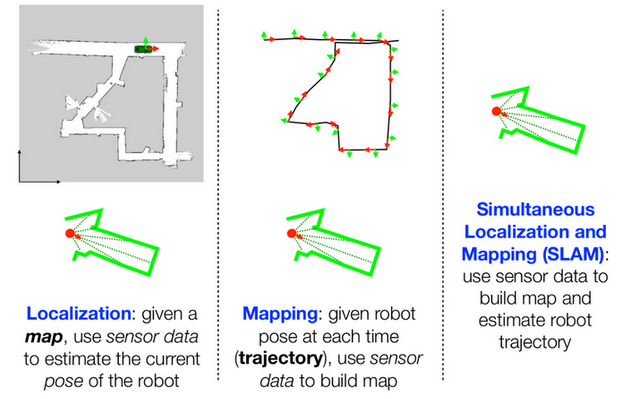 Localization: given a
map, use sensor data
to estimate the current
pose of the robot
Mapping: given robot
pose at each time
(trajectory), use sensor
data to build map
Simultaneous
Localization and
Mapping (SLAM):
use sensor data to
build map and
estimate robot
trajectory